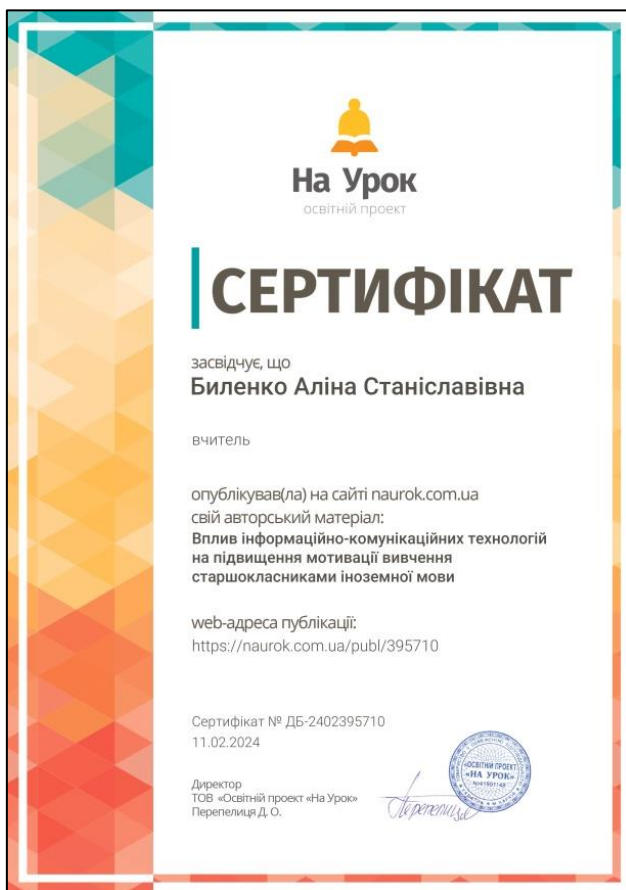 На Урок
освітній проект
СЕРТИФІКАТ
засвідчує, що
Биленко Аліна Станіславівна
вчитель
опублікував(ла) на сайті naurok.com.ua
свій авторський матеріал:
Вплив інформаційно-комунікаційних технологій
на підвищення мотивації вивчення
старшокласниками іноземної мови
web-адреса публікації:
https://naurok.com.ua/publ/395710
Сертифікат № ДБ-2402395710
11.02.2024
Директор
ТОВ «Освітній проект «На Урок»
Перепелиця Д. О.
«ОСВІТНІЙ ПРОЕКТ
«НА УРОК»